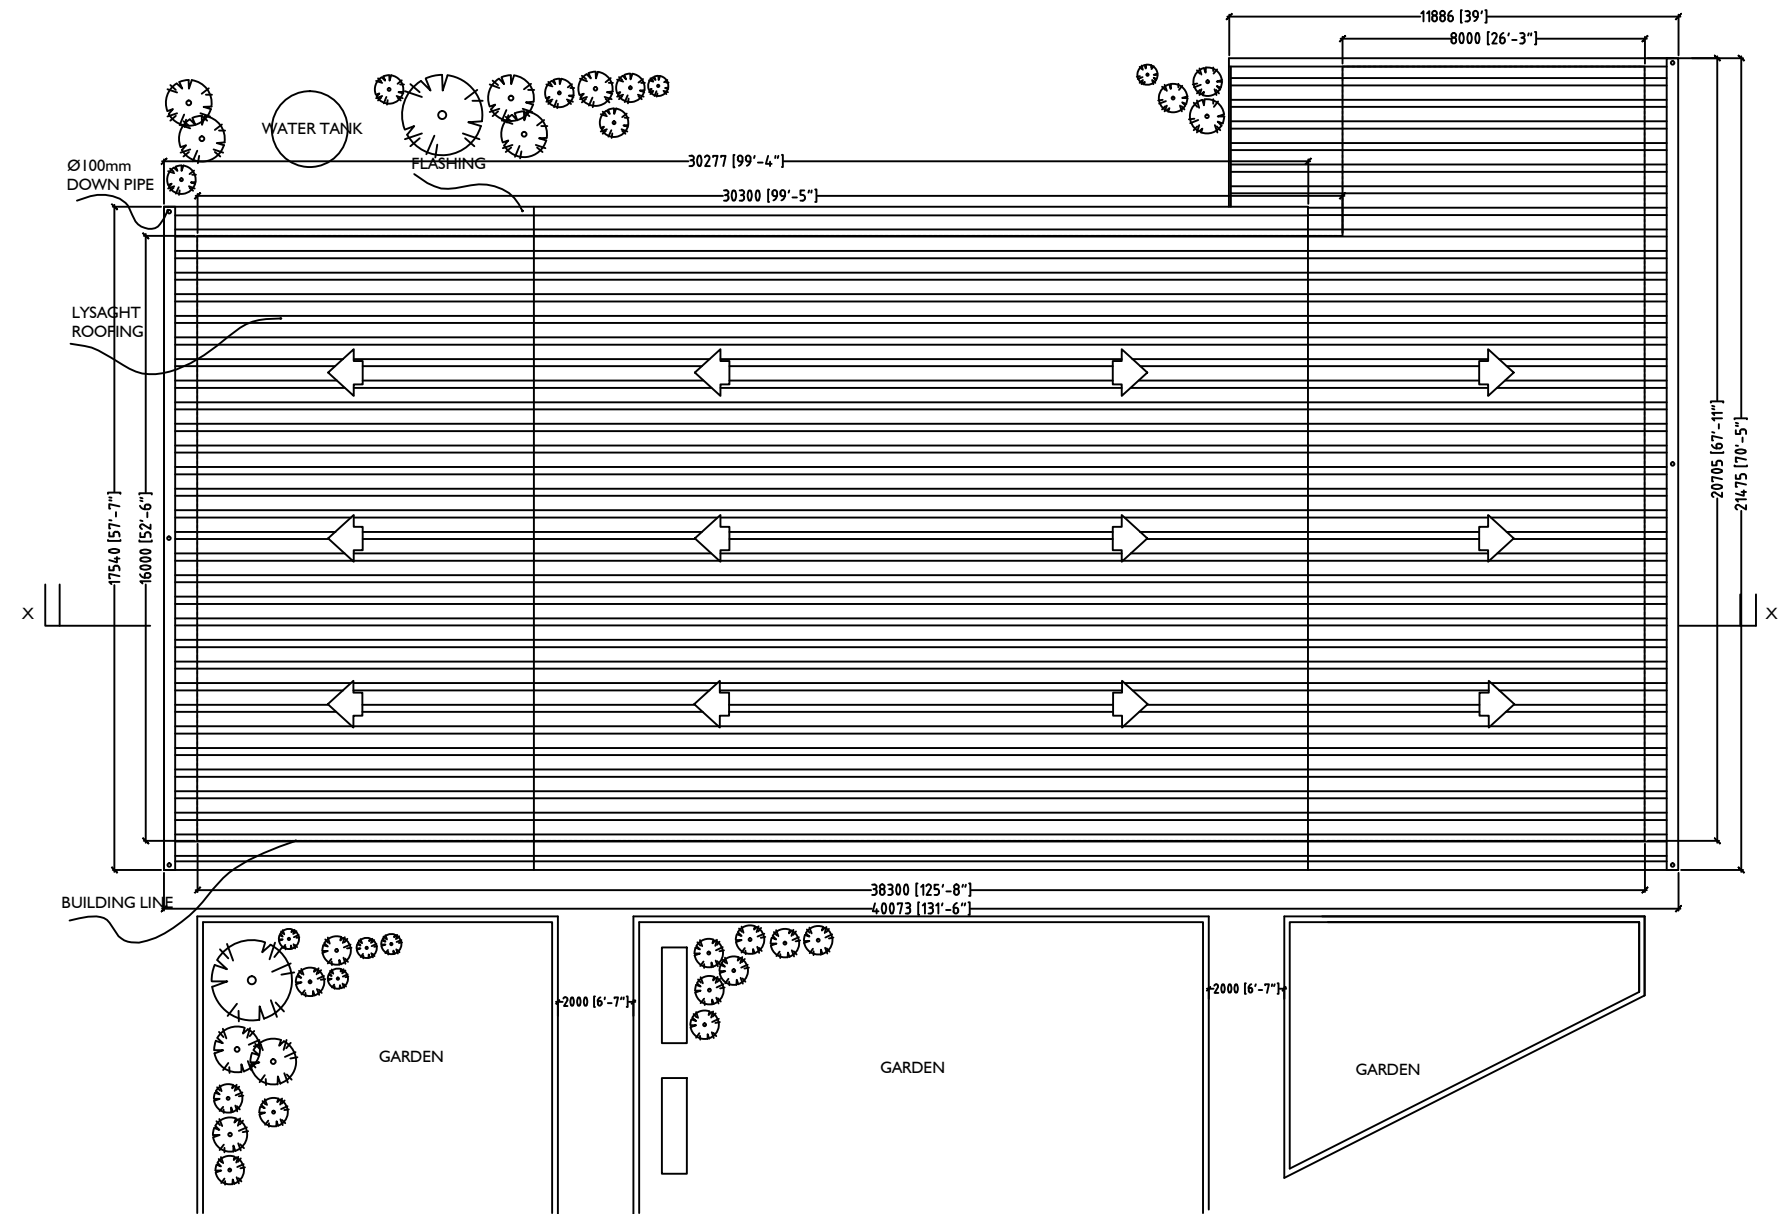 11886 [39']
8000 [26'-3"]
WATER TANK
FLASHING
30277 [99'-4"]
Ø100mm
DOWN PIPE
30300 [99'-5"]
LYSAGHT
ROOFING
17540 [57'-7"]
16000 [52'-6"]
20705 [67'-11"]
21475 [70'-5"]
X
X
38300 [125'-8"]
BUILDING LINE
40073 [131'-6"]
2000 [6'-7"]
2000 [6'-7"]
GARDEN
GARDEN
GARDEN